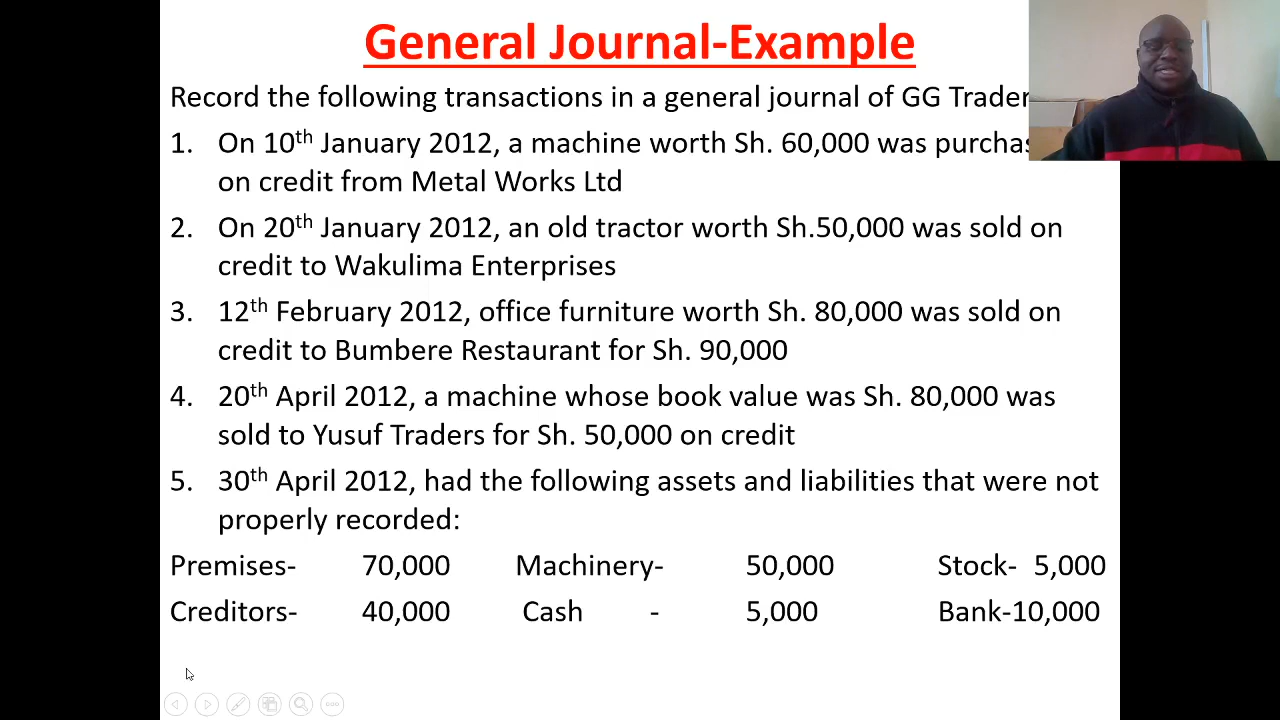 General Journal-Example
Record the following transactions in a general journal of GG
1. On 10th January 2012, a machine worth Sh. 60,000 was
on credit from Metal Works Ltd
2. On 20th January 2012, an old tractor worth Sh.50,000 was sold on
credit to Wakulima Enterprises
3. 12th February 2012, office furniture worth Sh. 80,000 was sold on
credit to Bumbere Restaurant for Sh. 90,000
4. 20th April 2012, a machine whose book value was Sh. 80,000 was
sold to Yusuf Traders for Sh. 50,000 on credit
5. 30th April 2012, had the following assets and liabilities that were not
properly recorded:
Premises- 70,000 Machinery- 50,000 Stock- 5,000
Creditors- 40,000 Cash - 5,000 Bank-10,000